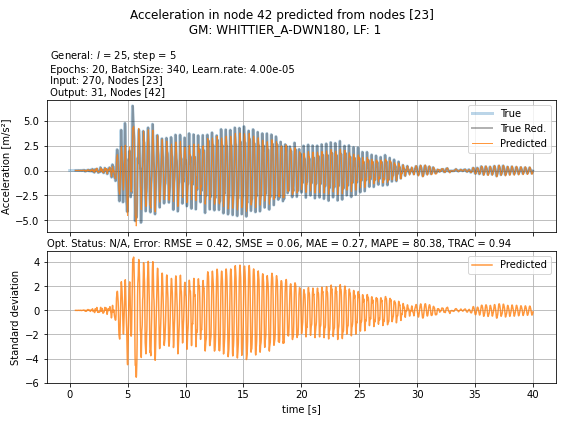 Acceleration in node 42 predicted from nodes [23]
GM: WHITTIER_A-DWN180, LF: 1
General: l = 25, step = 5
Epochs: 20, BatchSize: 340, Learn.rate: 4.00e-05
Input: 270, Nodes [23]
Output: 31, Nodes [42]
Acceleration [m/s²]
5.0
2.5
0.0
−2.5
−5.0
True
True Red.
Predicted
Opt. Status: N/A, Error: RMSE = 0.42, SMSE = 0.06, MAE = 0.27, MAPE = 80.38, TRAC = 0.94
Standard deviation
4
2
0
−2
−4
−6
Predicted
0 5 10 15 20 25 30 35 40
time [s]